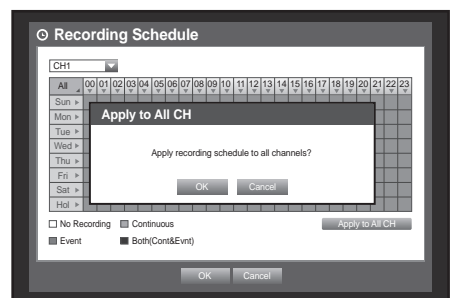 Recording Schedule
CH1
All 00 01 02 03 04 05 06 07 08 09 10 11 12 13 14 15 16 17 18 19 20 21 22 23
Sun
Mon
Tue
Wed
Thu
Fri
Sat
Hol
Apply to All CH
Apply recording schedule to all channels?
OK Cancel
No Recording Continuous Apply to All CH
Event Both(Cont&Evnt)
OK Cancel